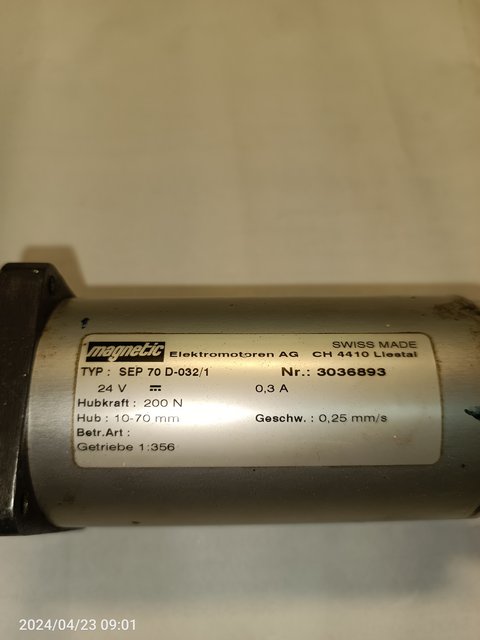 SWISS MADE
magnetic Elektromotoren AG CH 4410 Liestal
TYP : SEP 70 D-032/1 Nr.: 3036893
24 V 0,3 A
Hubkraft : 200 N
Hub : 10-70 mm Geschw. : 0,25 mm/s
Betr.Art :
Getriebe 1:356
2024/04/23 09:01